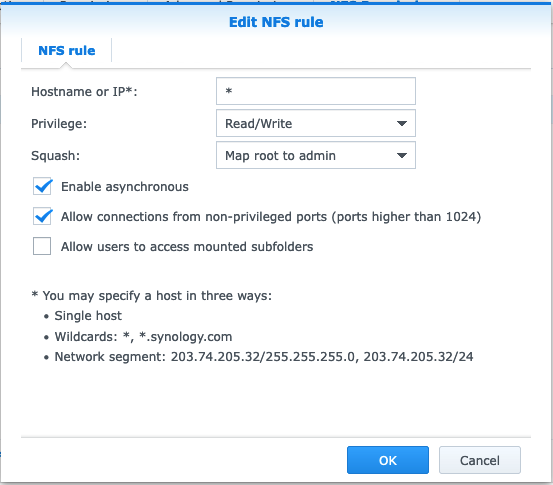 Edit NFS rule
NFS rule
Hostname or IP*: *
Privilege: Read/Write
Squash: Map root to admin
Enable asynchronous
Allow connections from non-privileged ports (ports higher than 1024)
Allow users to access mounted subfolders
* You may specify a host in three ways:
• Single host
• Wildcards: *, *.synology.com
• Network segment: 203.74.205.32/255.255.255.0, 203.74.205.32/24
OK Cancel